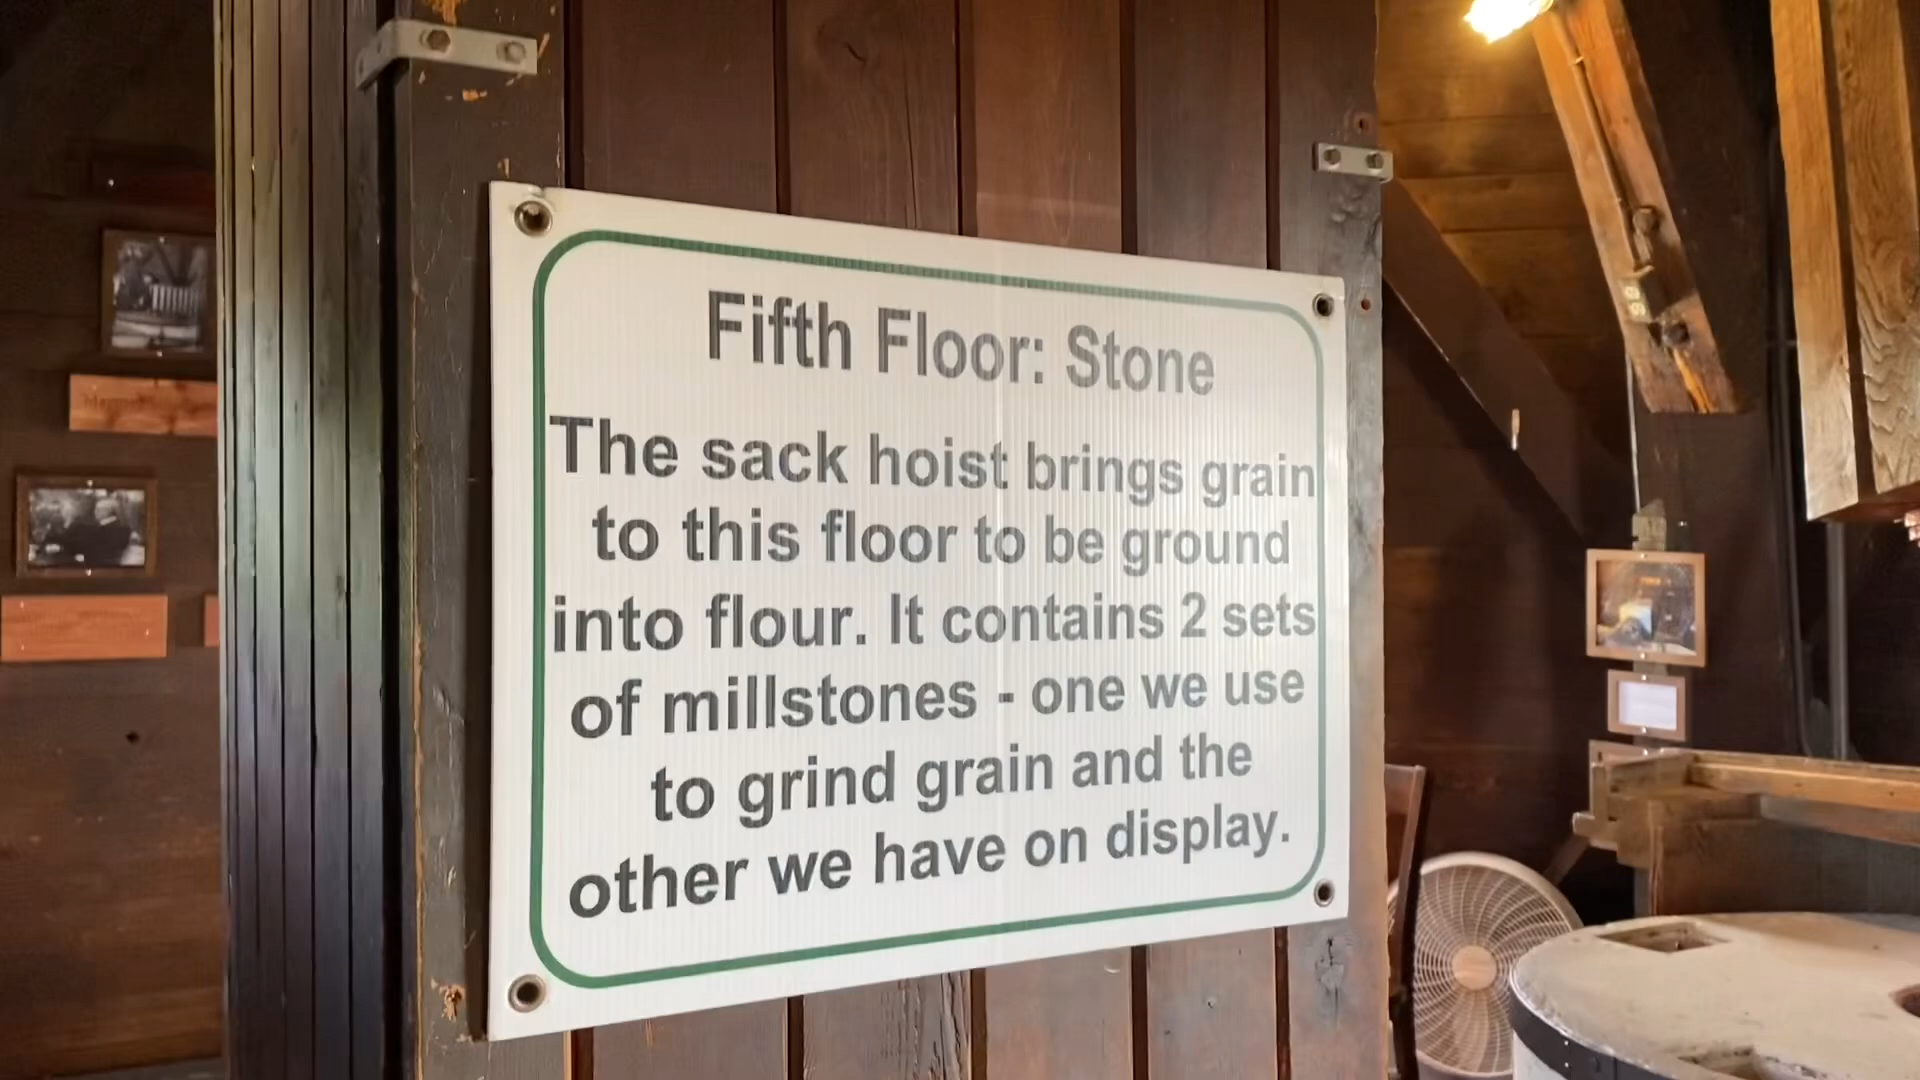 Fifth Floor: Stone
The sack hoist brings grain
to this floor to be ground
into flour. It contains 2 sets
of millstones - one we use
to grind grain and the
other we have on display.